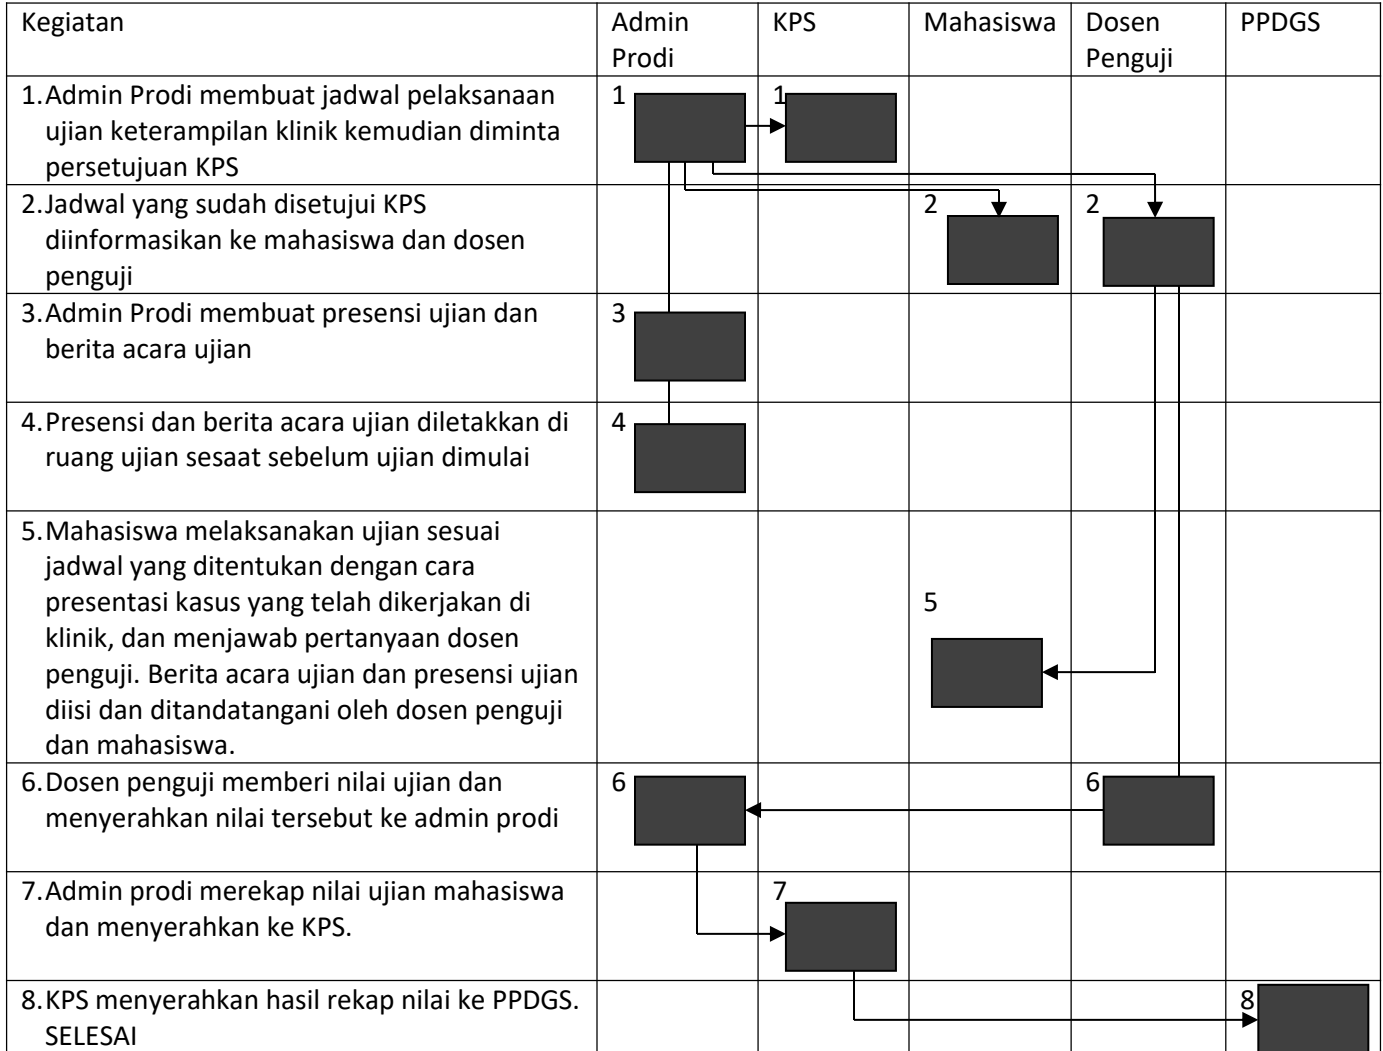 Kegiatan
Admin
Prodi
KPS
Mahasiswa
Dosen
Penguji
PPDGS
1.Admin Prodi membuat jadwal pelaksanaan
ujian keterampilan klinik kemudian diminta
persetujuan KPS
1
1
2.Jadwal yang sudah disetujui KPS
diinformasikan ke mahasiswa dan dosen
penguji
2
2
3.Admin Prodi membuat presensi ujian dan
berita acara ujian
3
4.Presensi dan berita acara ujian diletakkan di
ruang ujian sesaat sebelum ujian dimulai
4
5.Mahasiswa melaksanakan ujian sesuai
jadwal yang ditentukan dengan cara
presentasi kasus yang telah dikerjakan di
klinik, dan menjawab pertanyaan dosen
penguji. Berita acara ujian dan presensi ujian
diisi dan ditandatangani oleh dosen penguji
dan mahasiswa.
5
6.Dosen penguji memberi nilai ujian dan
menyerahkan nilai tersebut ke admin prodi
6
6
7.Admin prodi merekap nilai ujian mahasiswa
dan menyerahkan ke KPS.
7
8.KPS menyerahkan hasil rekap nilai ke PPDGS.
SELESAI
8